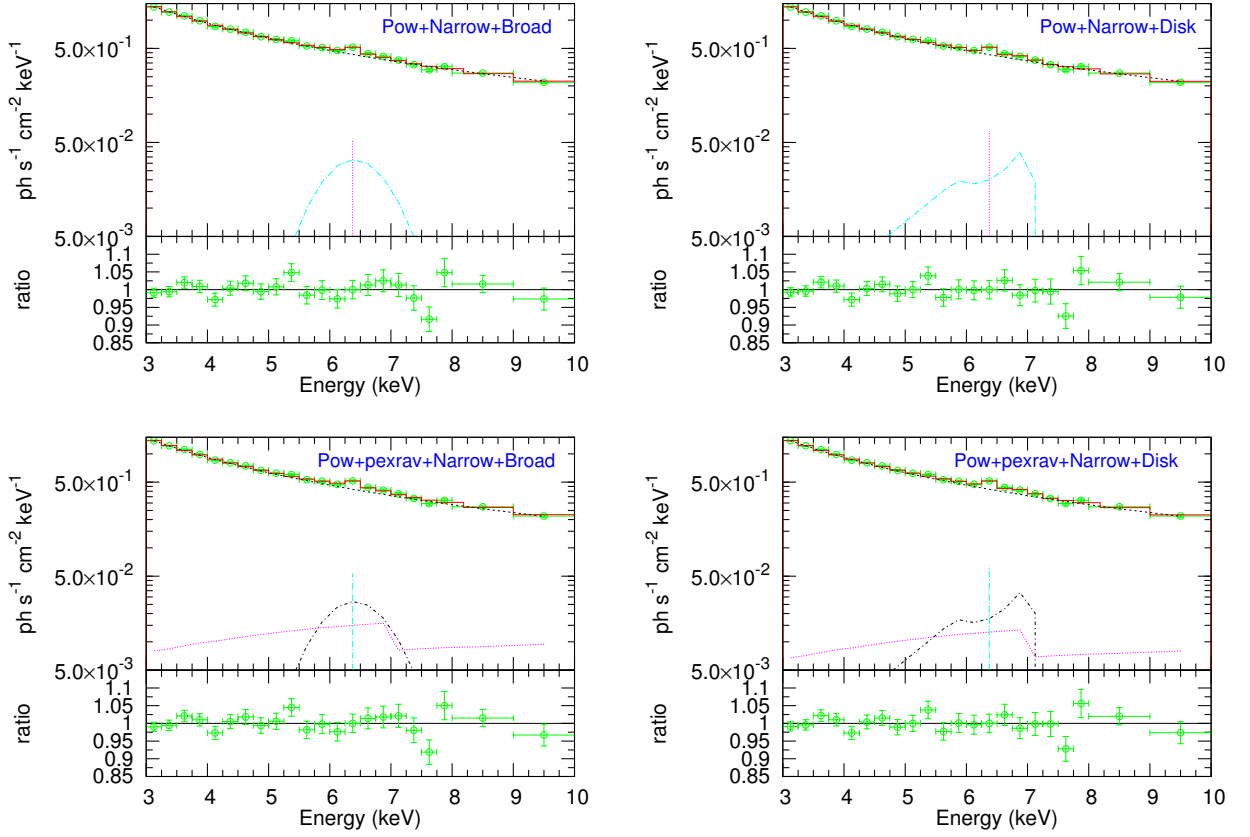 Pow+Narrow+Broad
ph s⁻¹ cm⁻² keV⁻¹
5.0×10⁻¹
5.0×10⁻²
5.0×10⁻³
ratio
1.1
1.05
1
0.95
0.9
0.85
3 4 5 6 7 8 9 10
Energy (keV)
Pow+Narrow+Disk
ph s⁻¹ cm⁻² keV⁻¹
5.0×10⁻¹
5.0×10⁻²
5.0×10⁻³
ratio
1.1
1.05
1
0.95
0.9
0.85
3 4 5 6 7 8 9 10
Energy (keV)
Pow+pexrav+Narrow+Broad
ph s⁻¹ cm⁻² keV⁻¹
5.0×10⁻¹
5.0×10⁻²
5.0×10⁻³
ratio
1.1
1.05
1
0.95
0.9
0.85
3 4 5 6 7 8 9 10
Energy (keV)
Pow+pexrav+Narrow+Disk
ph s⁻¹ cm⁻² keV⁻¹
5.0×10⁻¹
5.0×10⁻²
5.0×10⁻³
ratio
1.1
1.05
1
0.95
0.9
0.85
3 4 5 6 7 8 9 10
Energy (keV)